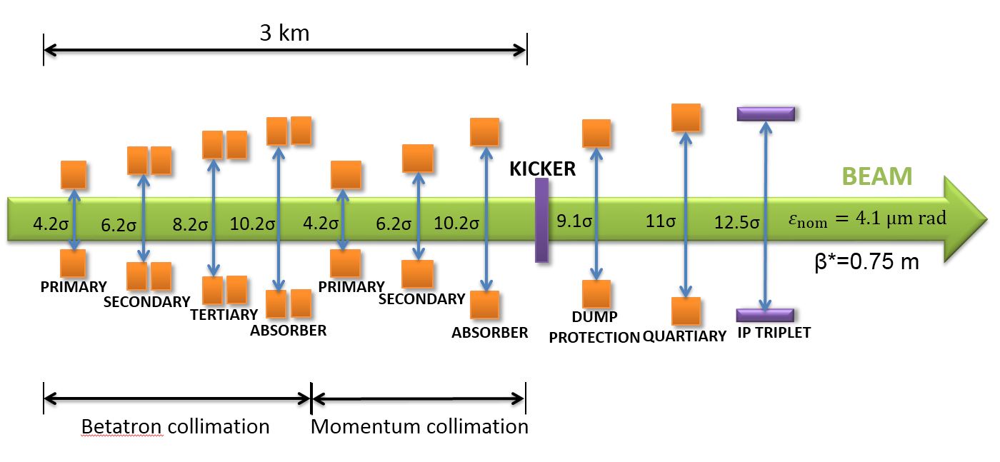 3 km
KICKER
BEAM
4.2σ
6.2σ
8.2σ
10.2σ
4.2σ
6.2σ
10.2σ
9.1σ
11σ
12.5σ
εnom = 4.1 μm rad
β*=0.75 m
PRIMARY
SECONDARY
TERTIARY
ABSORBER
PRIMARY
SECONDARY
ABSORBER
DUMP
PROTECTION
QUARTIARY
IP TRIPLET
Betatron collimation
Momentum collimation